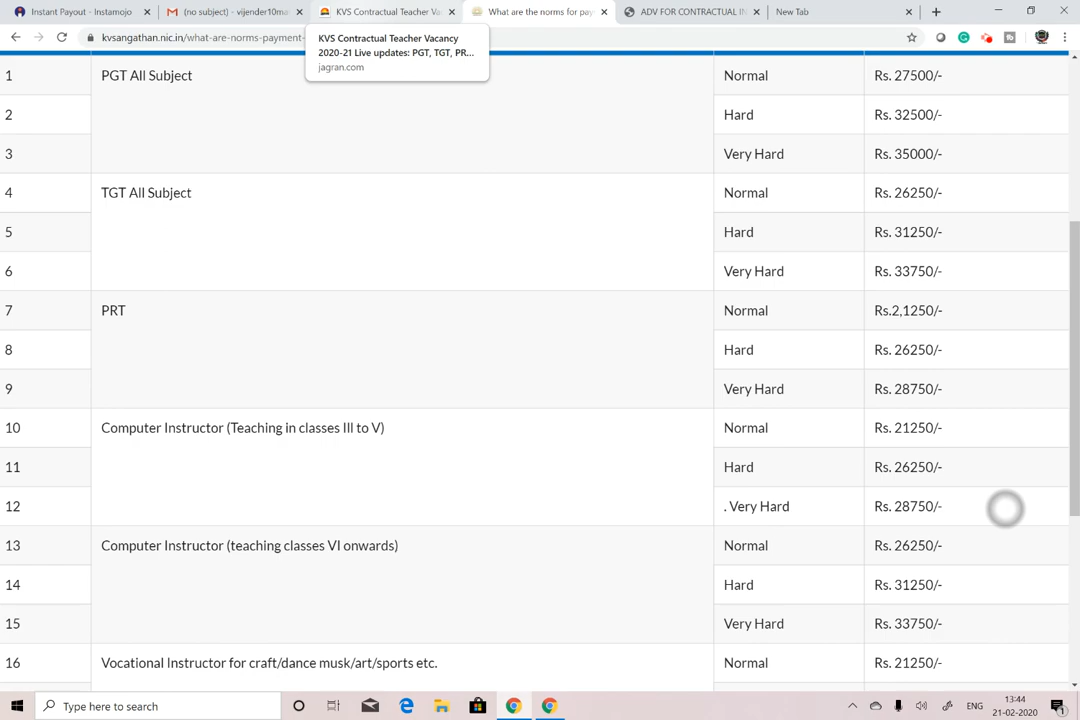 Instant Payout - Instamojo
(no subject) - vijender10ma
KVS Contractual Teacher Va
What are the norms for pay
ADV FOR CONTRACTUAL IN
New Tab
kvsangathan.nic.in/what-are-norms-payment-
KVS Contractual Teacher Vacancy
2020-21 Live updates: PGT, TGT, PR...
jagran.com
1 PGT All Subject Normal Rs. 27500/-
2 Hard Rs. 32500/-
3 Very Hard Rs. 35000/-
4 TGT All Subject Normal Rs. 26250/-
5 Hard Rs. 31250/-
6 Very Hard Rs. 33750/-
7 PRT Normal Rs.2,1250/-
8 Hard Rs. 26250/-
9 Very Hard Rs. 28750/-
10 Computer Instructor (Teaching in classes III to V) Normal Rs. 21250/-
11 Hard Rs. 26250/-
12 . Very Hard Rs. 28750/-
13 Computer Instructor (teaching classes VI onwards) Normal Rs. 26250/-
14 Hard Rs. 31250/-
15 Very Hard Rs. 33750/-
16 Vocational Instructor for craft/dance musk/art/sports etc. Normal Rs. 21250/-
Type here to search
ENG
13:44
21-02-2020
1